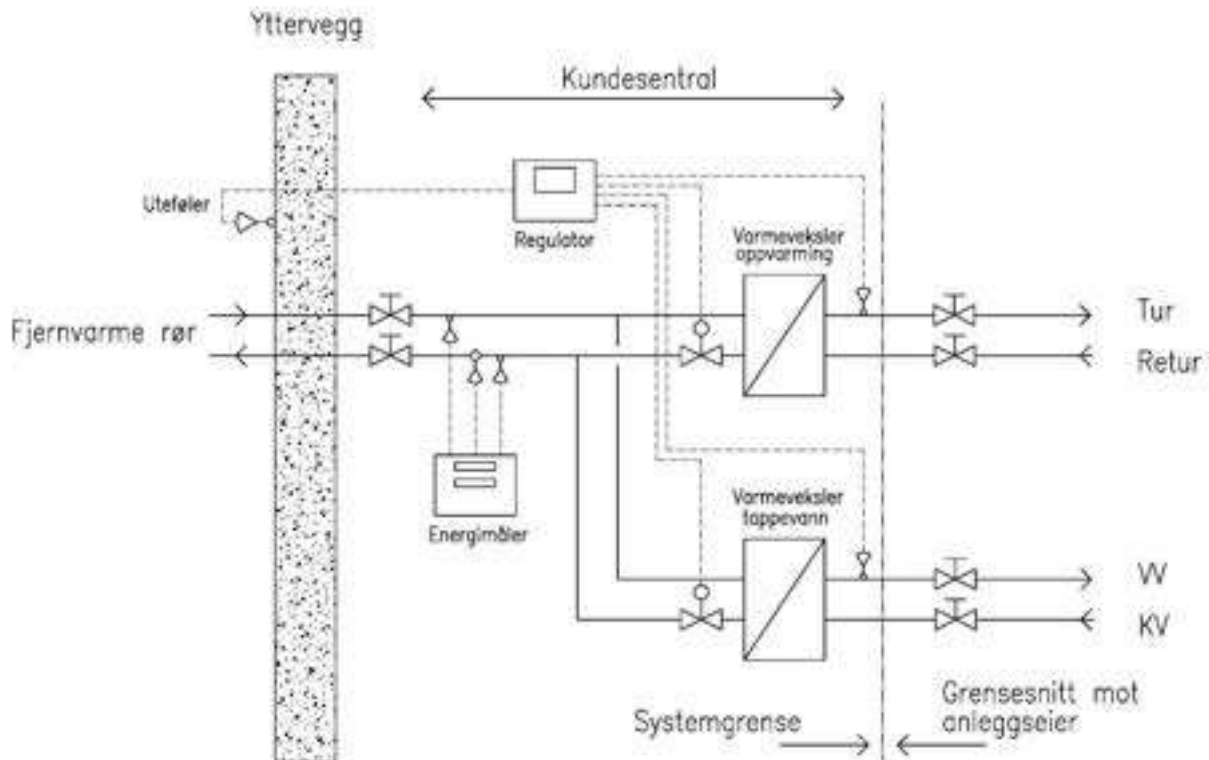 Yttervegg
Kundesentral
Uteføler
Regulator
Varmeveksler
oppvarming
Fjernvarme rør
Tur
Retur
Energimåler
Varmeveksler
tappevann
VV
KV
Systemgrense
Grensesnitt mot
anleggseier